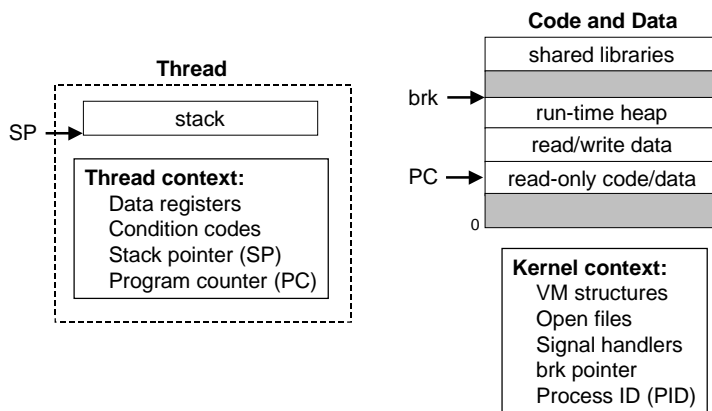 Thread
SP
stack
Thread context:
Data registers
Condition codes
Stack pointer (SP)
Program counter (PC)
Code and Data
shared libraries
brk
run-time heap
read/write data
PC
read-only code/data
0
Kernel context:
VM structures
Open files
Signal handlers
brk pointer
Process ID (PID)